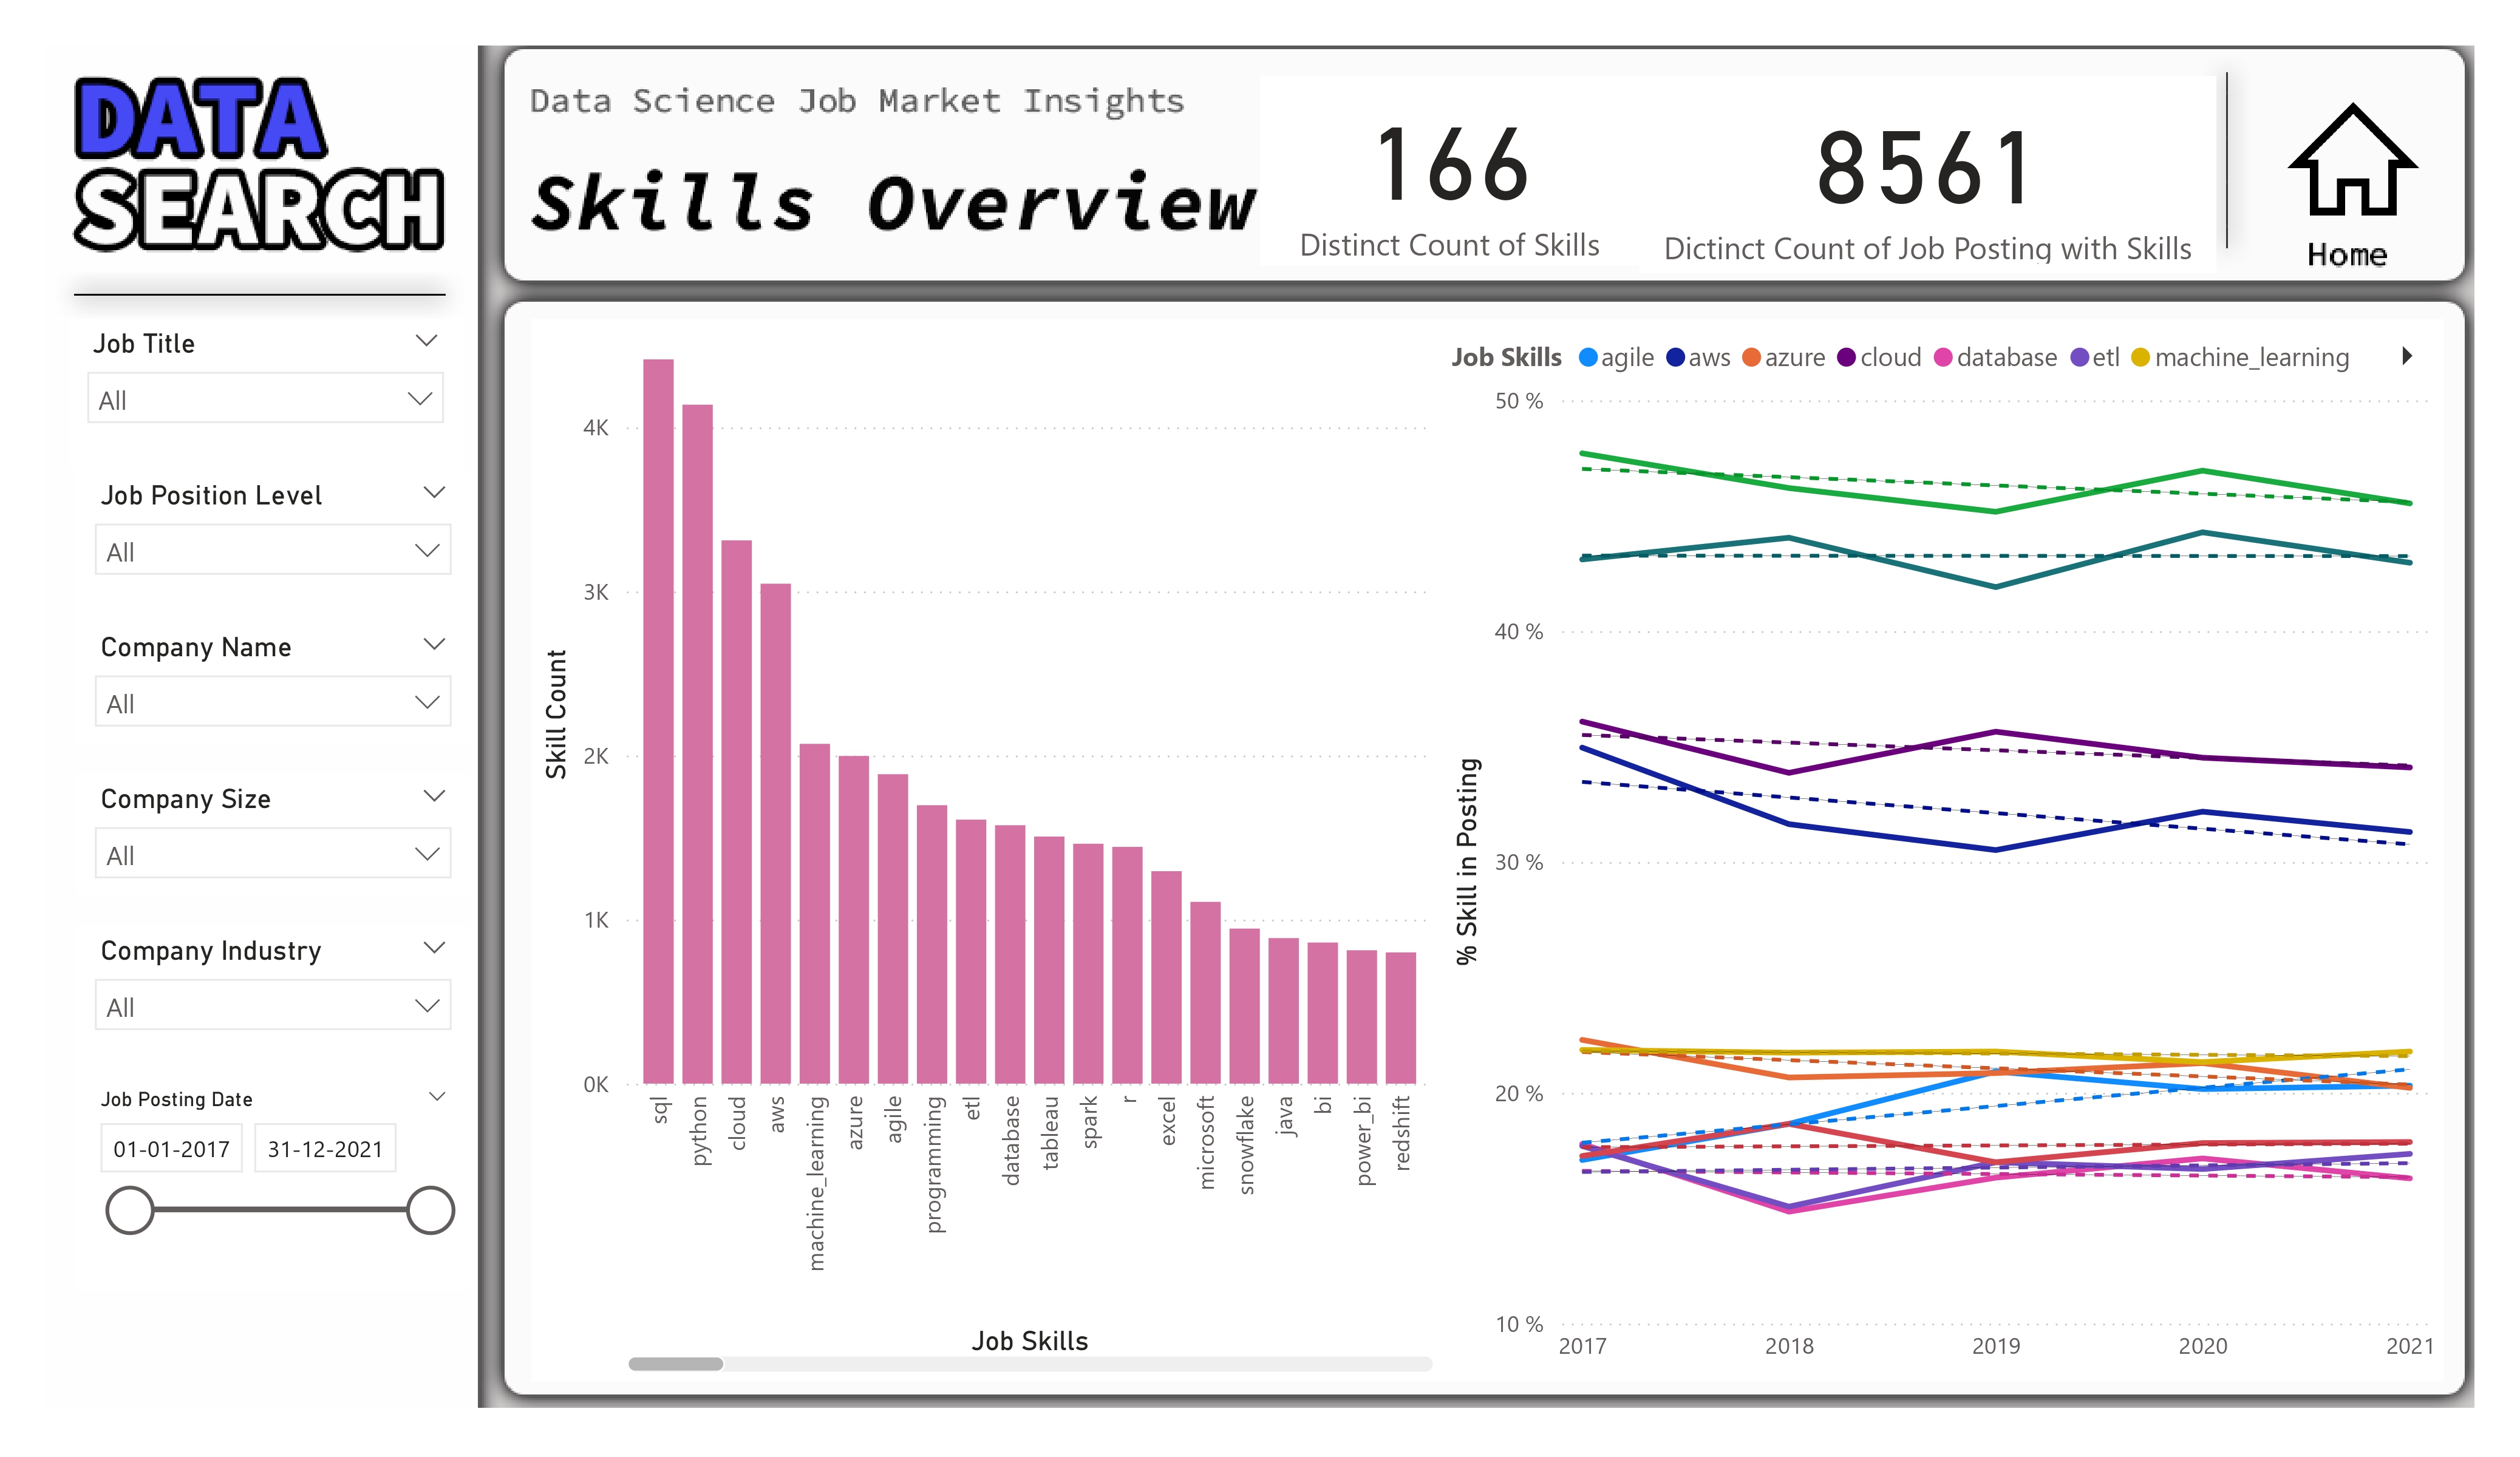 DATA
SEARCH
Job Title
All
Job Position Level
All
Company Name
All
Company Size
All
Company Industry
All
Job Posting Date
01-01-2017 31-12-2021
Data Science Job Market Insights
Skills Overview
166
Distinct Count of Skills
8561
Dictinct Count of Job Posting with Skills
Home
Skill Count
4K
3K
2K
1K
0K
sql
python
cloud
aws
machine_learning
azure
agile
programming
etl
database
tableau
spark
r
excel
microsoft
snowflake
java
bi
power_bi
redshift
Job Skills
Job Skills agile aws azure cloud database etl machine_learning
% Skill in Posting
50 %
40 %
30 %
20 %
10 %
2017 2018 2019 2020 2021